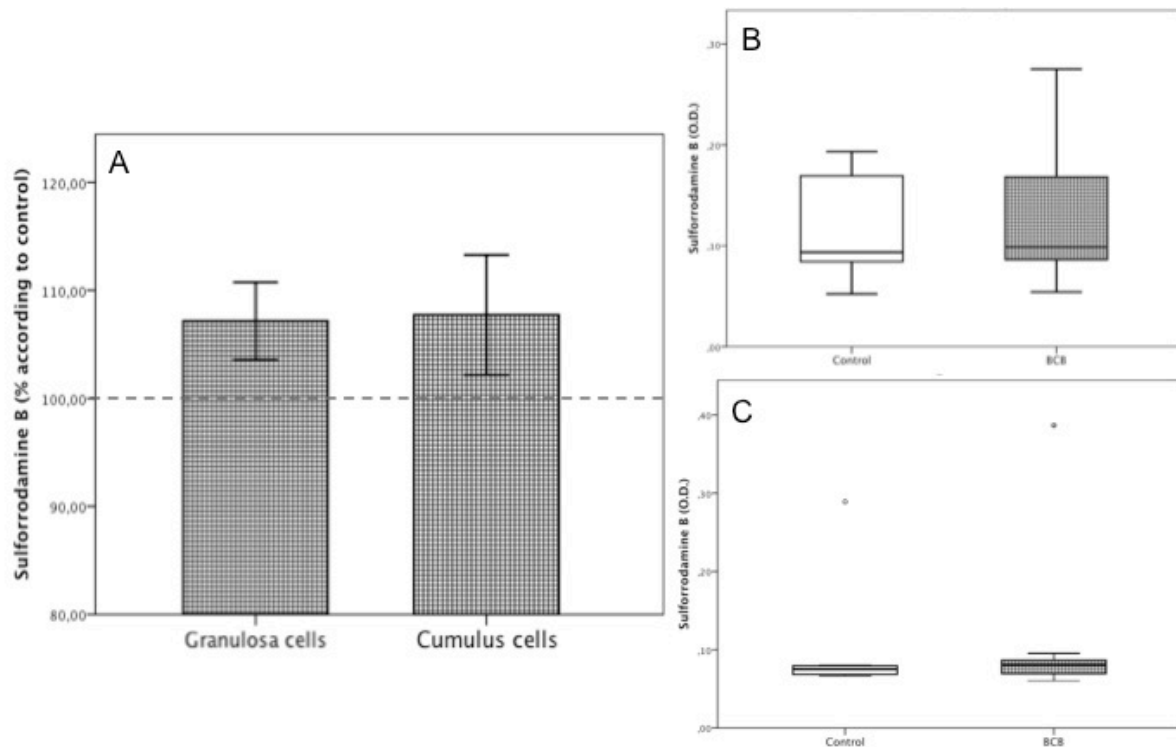 A
Sulforrodamine B (% according to control)
120,00
110,00
100,00
90,00
80,00
Granulosa cells
Cumulus cells
B
Sulforrodamine B (O.D.)
,30
,20
,10
,00
Control
BCB
C
Sulforrodamine B (O.D.)
,40
,30
,20
,10
,00
Control
BCB